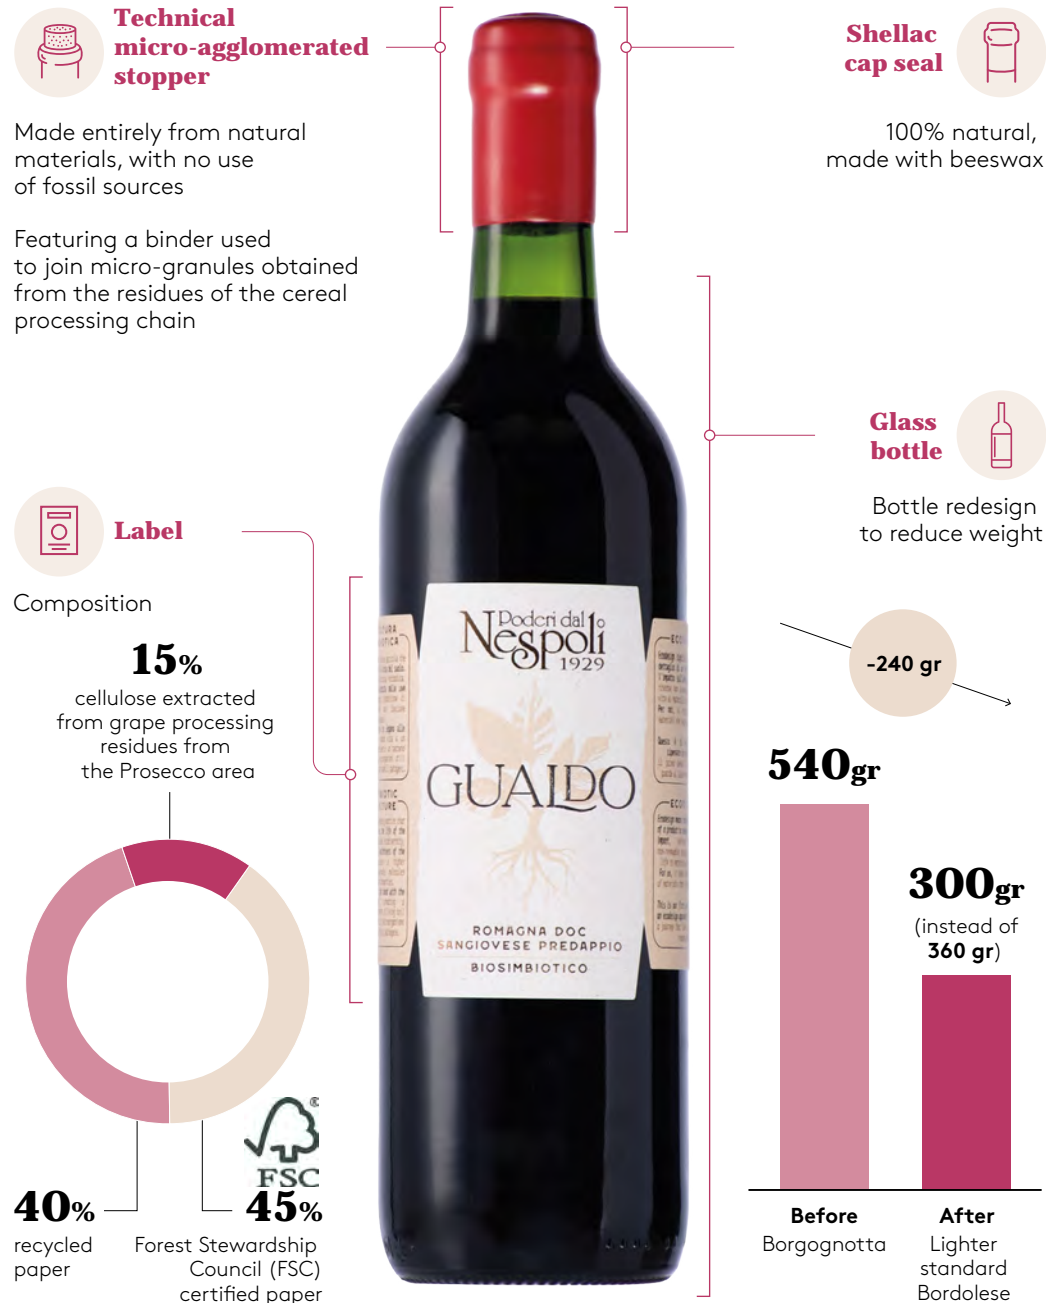 Technical
micro-agglomerated
stopper
Made entirely from natural
materials, with no use
of fossil sources
Featuring a binder used
to join micro-granules obtained
from the residues of the cereal
processing chain
Shellac
cap seal
100% natural,
made with beeswax
Glass
bottle
Bottle redesign
to reduce weight
-240 gr
540gr
300gr
(instead of
360 gr)
Before
Borgognotta
After
Lighter
standard
Bordolese
Label
Composition
15%
cellulose extracted
from grape processing
residues from
the Prosecco area
40%
recycled
paper
®
FSC
45%
Forest Stewardship
Council (FSC)
certified paper
Poderi dal
Nespoli
1929
GUALDO
ROMAGNA DOC
SANGIOVESE PREDAPPIO
BIOSIMBIOTICO